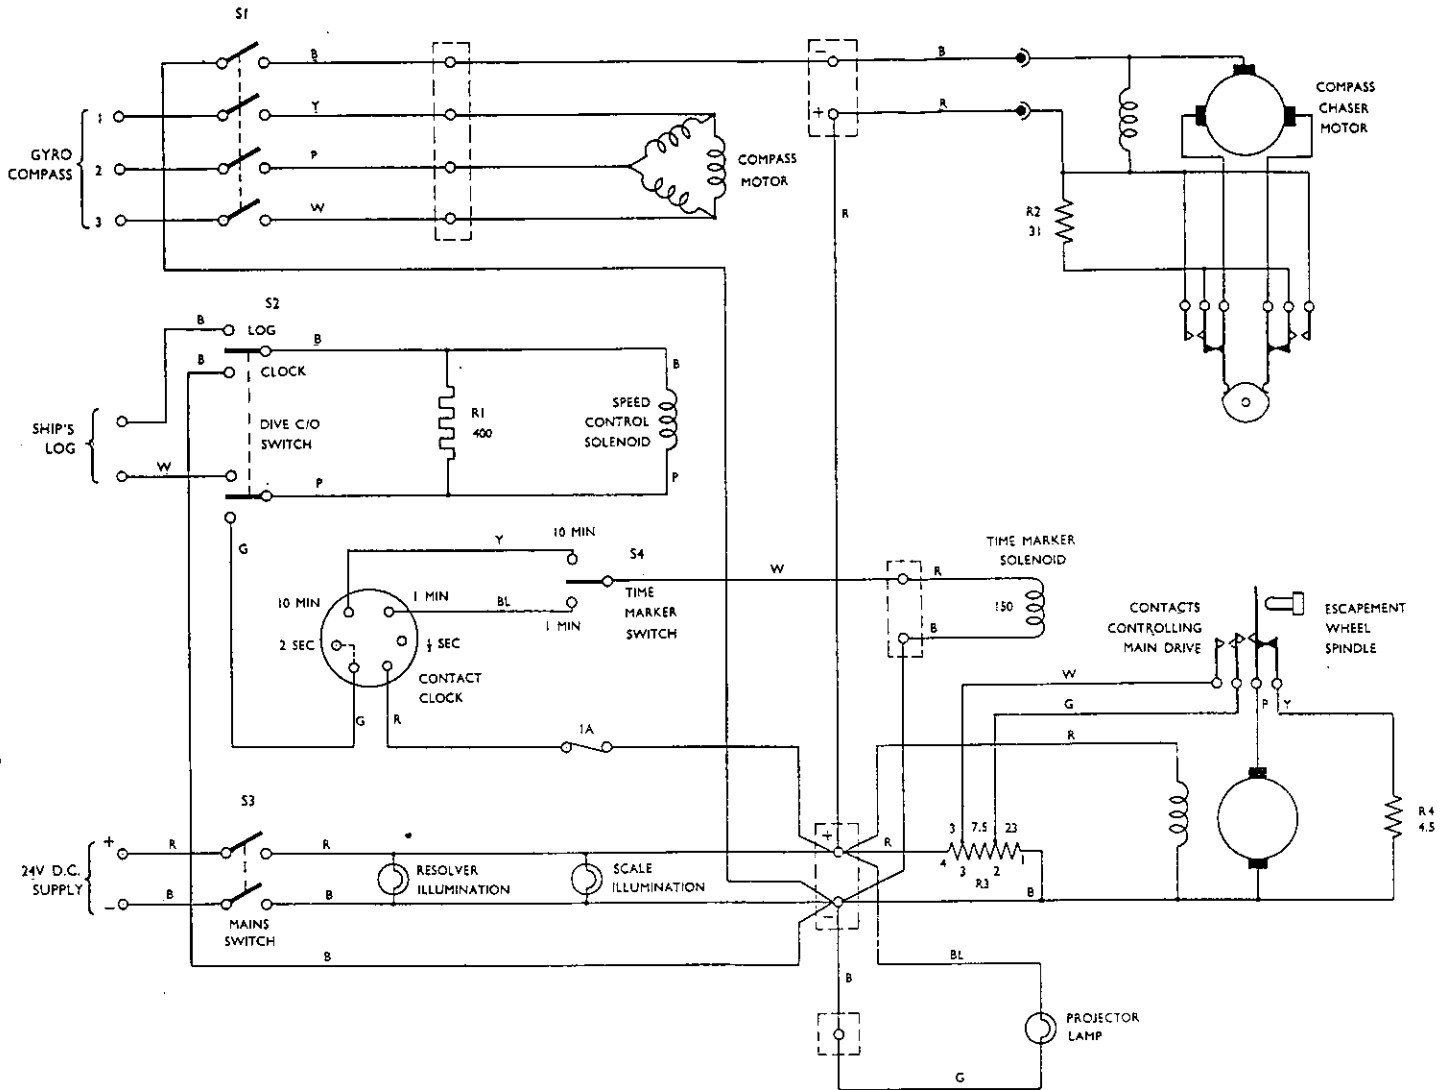 S1
B
Y
P
W
1
2
3
GYRO
COMPASS
COMPASS
MOTOR
−
+
B
R
R
COMPASS
CHASER
MOTOR
R2
31
S2
B
LOG
B
B
CLOCK
DIVE C/O
SWITCH
SHIP'S
LOG
W
P
G
R1
400
SPEED
CONTROL
SOLENOID
B
P
10 MIN
Y
S4
TIME
MARKER
SWITCH
10 MIN
1 MIN
BL
1 MIN
2 SEC
½ SEC
CONTACT
CLOCK
G
R
1A
W
TIME MARKER
SOLENOID
R
150
B
CONTACTS
CONTROLLING
MAIN DRIVE
ESCAPEMENT
WHEEL
SPINDLE
W
G
P
Y
R
R4
4.5
S3
+
R
R
24V D.C.
SUPPLY
−
B
B
MAINS
SWITCH
RESOLVER
ILLUMINATION
SCALE
ILLUMINATION
+
−
R
3
7.5
23
4
3
2
1
R3
B
B
B
BL
PROJECTOR
LAMP
G